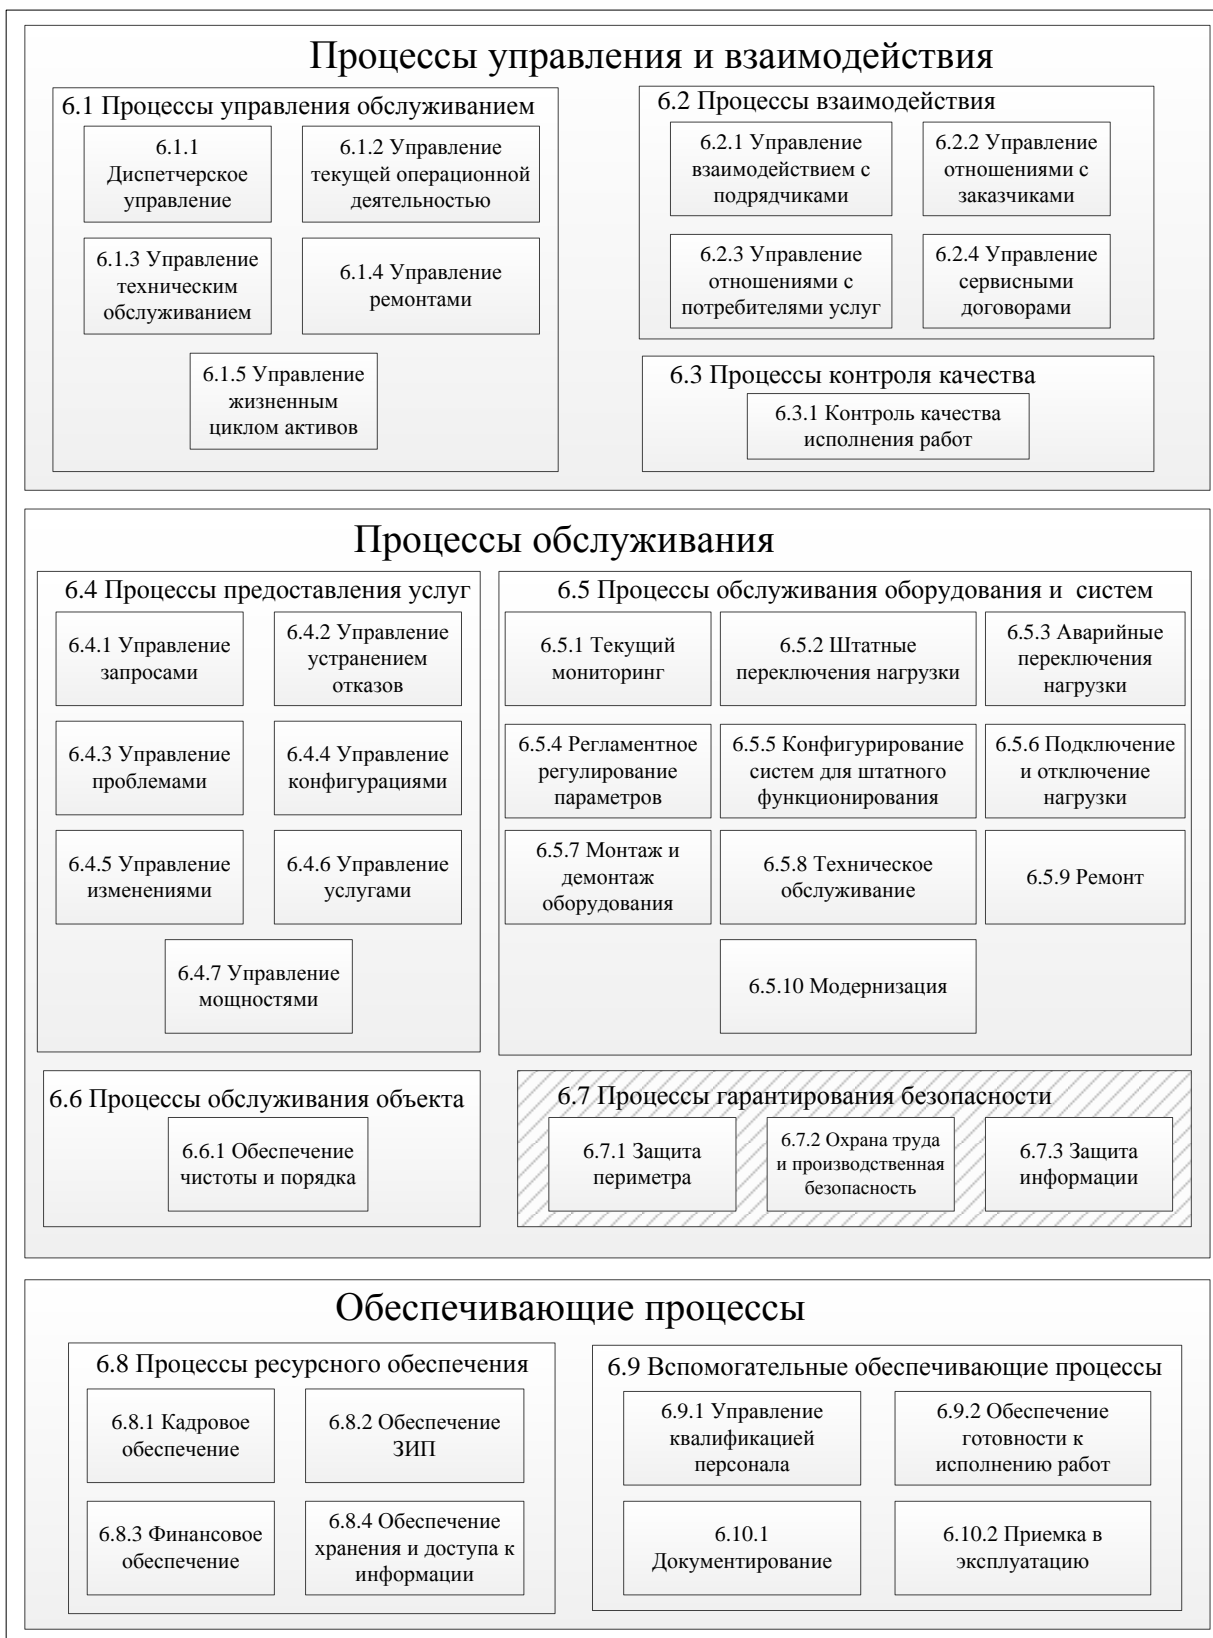 Процессы управления и взаимодействия
6.1 Процессы управления обслуживанием
6.1.1
Диспетчерское
управление
6.1.2 Управление
текущей операционной
деятельностью
6.1.3 Управление
техническим
обслуживанием
6.1.4 Управление
ремонтами
6.1.5 Управление
жизненным
циклом активов
6.2 Процессы взаимодействия
6.2.1 Управление
взаимодействием с
подрядчиками
6.2.2 Управление
отношениями с
заказчиками
6.2.3 Управление
отношениями с
потребителями услуг
6.2.4 Управление
сервисными
договорами
6.3 Процессы контроля качества
6.3.1 Контроль качества
исполнения работ
Процессы обслуживания
6.4 Процессы предоставления услуг
6.4.1 Управление
запросами
6.4.2 Управление
устранением
отказов
6.4.3 Управление
проблемами
6.4.4 Управление
конфигурациями
6.4.5 Управление
изменениями
6.4.6 Управление
услугами
6.4.7 Управление
мощностями
6.5 Процессы обслуживания оборудования и систем
6.5.1 Текущий
мониторинг
6.5.2 Штатные
переключения нагрузки
6.5.3 Аварийные
переключения
нагрузки
6.5.4 Регламентное
регулирование
параметров
6.5.5 Конфигурирование
систем для штатного
функционирования
6.5.6 Подключение
и отключение
нагрузки
6.5.7 Монтаж и
демонтаж
оборудования
6.5.8 Техническое
обслуживание
6.5.9 Ремонт
6.5.10 Модернизация
6.6 Процессы обслуживания объекта
6.6.1 Обеспечение
чистоты и порядка
6.7 Процессы гарантирования безопасности
6.7.1 Защита
периметра
6.7.2 Охрана труда
и производственная
безопасность
6.7.3 Защита
информации
Обеспечивающие процессы
6.8 Процессы ресурсного обеспечения
6.8.1 Кадровое
обеспечение
6.8.2 Обеспечение
ЗИП
6.8.3 Финансовое
обеспечение
6.8.4 Обеспечение
хранения и доступа к
информации
6.9 Вспомогательные обеспечивающие процессы
6.9.1 Управление
квалификацией
персонала
6.9.2 Обеспечение
готовности к
исполнению работ
6.10.1
Документирование
6.10.2 Приемка в
эксплуатацию